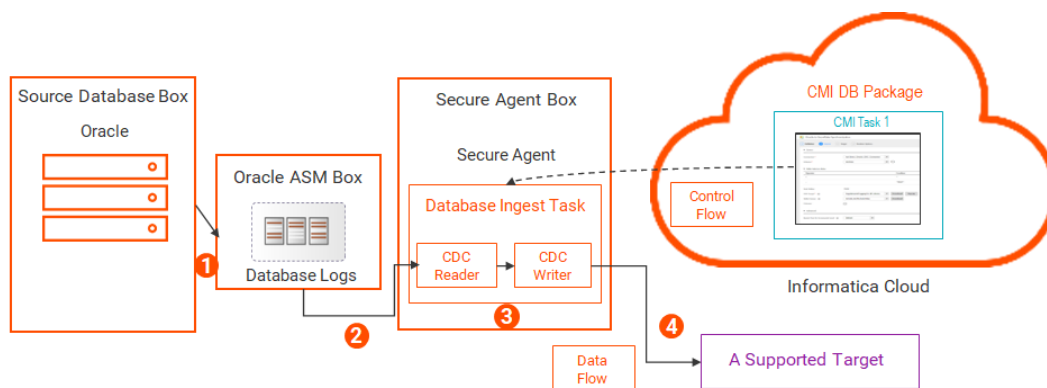 Source Database Box
Oracle
1
Oracle ASM Box
Database Logs
2
Secure Agent Box
Secure Agent
Database Ingest Task
CDC
Reader
CDC
Writer
3
4
Data
Flow
A Supported Target
CMI DB Package
CMI Task 1
Control
Flow
Informatica Cloud